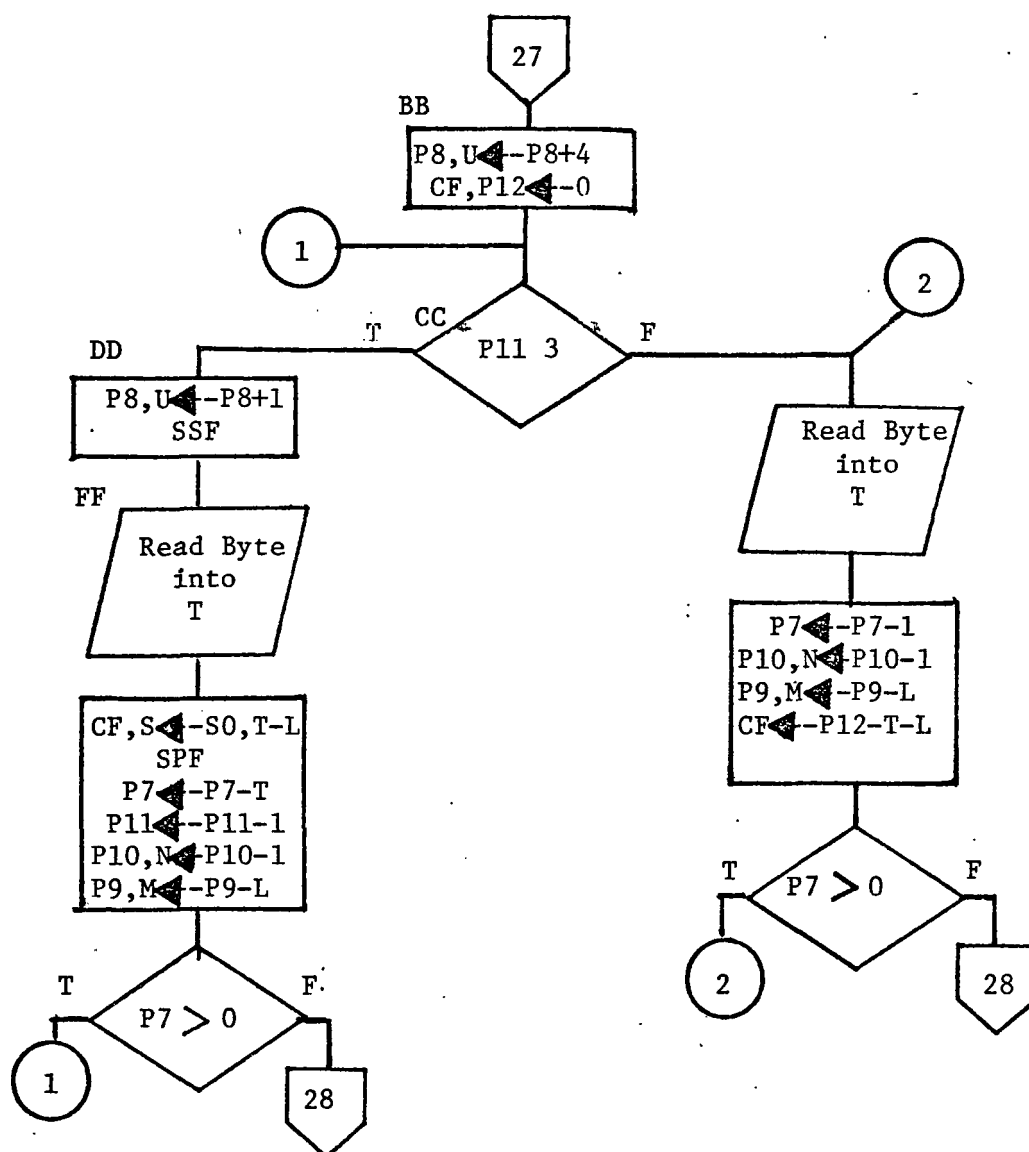 27
BB
P8,U←-P8+4
CF,P12←-0
1
2
CC
T
P11 3
F
DD
P8,U←-P8+1
SSF
FF
Read Byte
into
T
Read Byte
into
T
CF,S←-S0,T-L
SPF
P7←-P7-T
P11←-P11-1
P10,N←-P10-1
P9,M←-P9-L
P7←-P7-1
P10,N←-P10-1
P9,M←-P9-L
CF←-P12-T-L
T
P7 > 0
F
1
28
T
P7 > 0
F
2
28